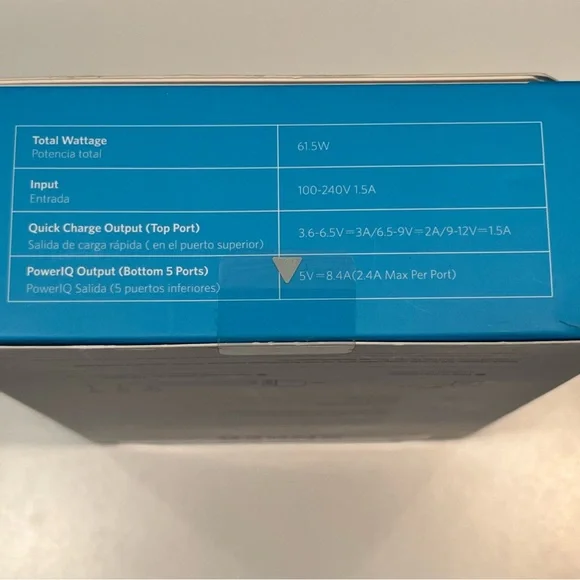 Total Wattage
Potencia total
61.5W
Input
Entrada
100-240V 1.5A
Quick Charge Output (Top Port)
Salida de carga rápida ( en el puerto superior)
3.6-6.5V⎓3A/6.5-9V⎓2A/9-12V⎓1.5A
PowerIQ Output (Bottom 5 Ports)
PowerIQ Salida (5 puertos inferiores)
5V⎓8.4A(2.4A Max Per Port)